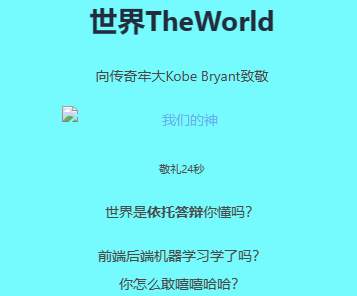 世界TheWorld
向传奇牢大Kobe Bryant致敬
我们的神
敬礼24秒
世界是依托答辩你懂吗?
前端后端机器学习学了吗?
你怎么敢嘻嘻哈哈?